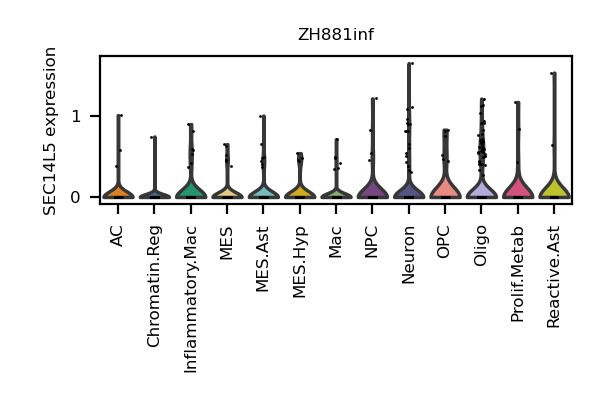 ZH881inf
SEC14L5 expression
1
0
AC
Chromatin.Reg
Inflammatory.Mac
MES
MES.Ast
MES.Hyp
Mac
NPC
Neuron
OPC
Oligo
Prolif.Metab
Reactive.Ast